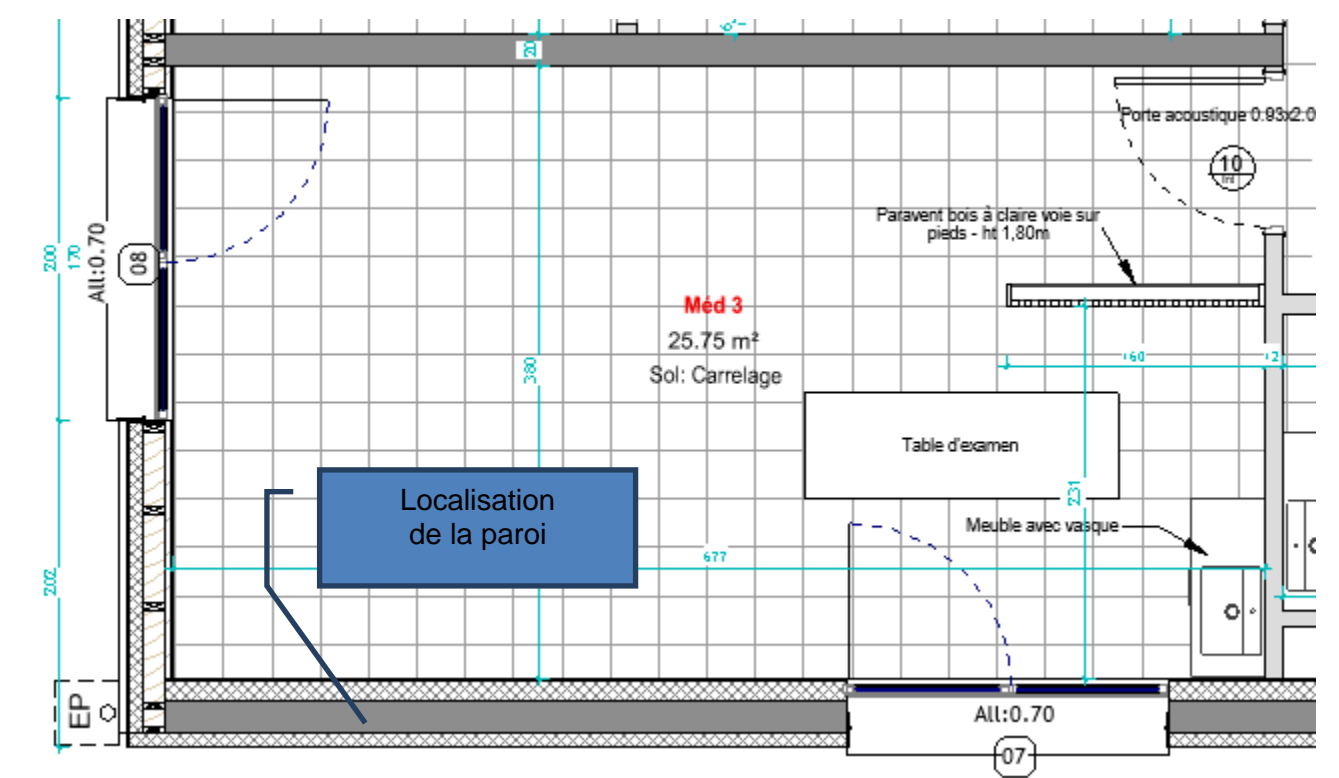 20
Porte acoustique 0.93x2.0
10
Int
Paravent bois à claire voie sur
pieds - ht 1,80m
200
170
All:0.70
08
Méd 3
25.75 m²
Sol: Carrelage
160
12
380
Table d'examen
231
Localisation
de la paroi
Meuble avec vasque
677
202
EP
All:0.70
07